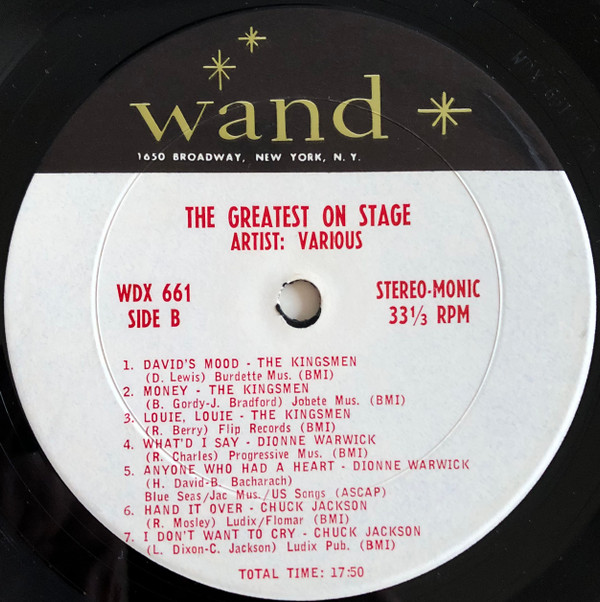 wand
1650 BROADWAY, NEW YORK, N. Y.
THE GREATEST ON STAGE
ARTIST: VARIOUS
WDX 661
SIDE B
STEREO-MONIC
33⅓ RPM
1. DAVID'S MOOD - THE KINGSMEN
(D. Lewis) Burdette Mus. (BMI)
2. MONEY - THE KINGSMEN
(B. Gordy-J. Bradford) Jobete Mus. (BMI)
3. LOUIE, LOUIE - THE KINGSMEN
(R. Berry) Flip Records (BMI)
4. WHAT'D I SAY - DIONNE WARWICK
(R. Charles) Progressive Mus. (BMI)
5. ANYONE WHO HAD A HEART - DIONNE WARWICK
(H. David-B. Bacharach)
Blue Seas/Jac Mus./US Songs (ASCAP)
6. HAND IT OVER - CHUCK JACKSON
(R. Mosley) Ludix/Flomar (BMI)
7. I DON'T WANT TO CRY - CHUCK JACKSON
(L. Dixon-C. Jackson) Ludix Pub. (BMI)
TOTAL TIME: 17:50